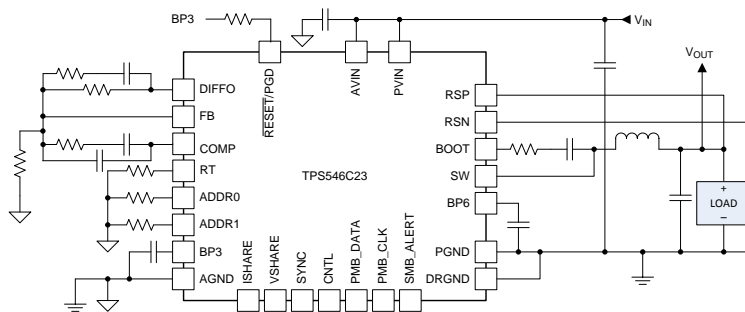 BP3
V_IN
V_OUT
RESET/PGD
AVIN
PVIN
DIFFO
FB
COMP
RT
ADDR0
ADDR1
BP3
AGND
TPS546C23
RSP
RSN
BOOT
SW
BP6
PGND
DRGND
+
LOAD
–
ISHARE
VSHARE
SYNC
CNTL
PMB_DATA
PMB_CLK
SMB_ALERT